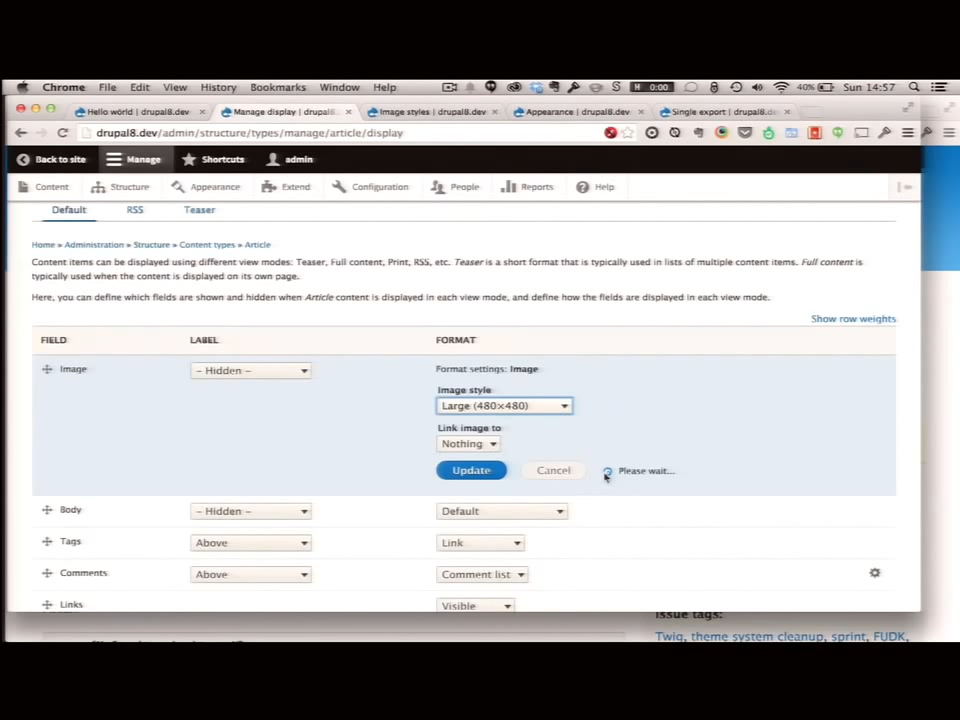 Chrome File Edit View History Bookmarks Window Help H 0:00 40% Sun 14:57
Hello world | drupal8.dev × Manage display | drupal8. × Image styles | drupal8.dev × Appearance | drupal8.dev × Single export | drupal8.dev ×
drupal8.dev/admin/structure/types/manage/article/display
Back to site Manage Shortcuts admin
Content Structure Appearance Extend Configuration People Reports Help
Default RSS Teaser
Home » Administration » Structure » Content types » Article
Content items can be displayed using different view modes: Teaser, Full content, Print, RSS, etc. Teaser is a short format that is typically used in lists of multiple content items. Full content is
typically used when the content is displayed on its own page.
Here, you can define which fields are shown and hidden when Article content is displayed in each view mode, and define how the fields are displayed in each view mode.
Show row weights
FIELD LABEL FORMAT
Image – Hidden – Format settings: Image
Image style
Large (480×480)
Link image to
Nothing
Update Cancel Please wait...
Body – Hidden – Default
Tags Above Link
Comments Above Comment list
Links Visible
Issue tags:
Twig, theme system cleanup, sprint, FUDK,